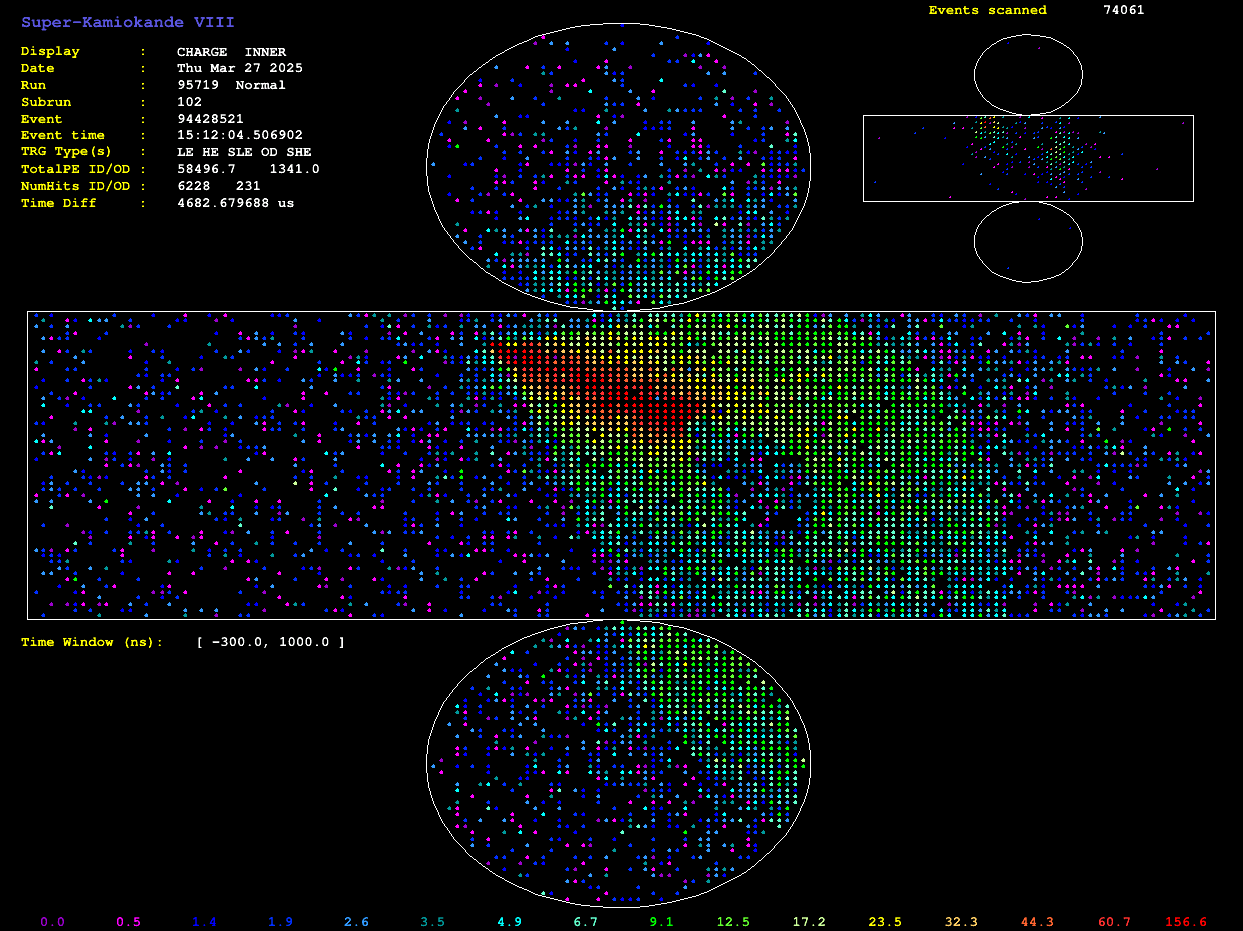 Super-Kamiokande VIII
Display : CHARGE INNER
Date : Thu Mar 27 2025
Run : 95719 Normal
Subrun : 102
Event : 94428521
Event time : 15:12:04.506902
TRG Type(s) : LE HE SLE OD SHE
TotalPE ID/OD : 58496.7 1341.0
NumHits ID/OD : 6228 231
Time Diff : 4682.679688 us
Events scanned 74061
Time Window (ns): [ -300.0, 1000.0 ]
0.0 0.5 1.4 1.9 2.6 3.5 4.9 6.7 9.1 12.5 17.2 23.5 32.3 44.3 60.7 156.6